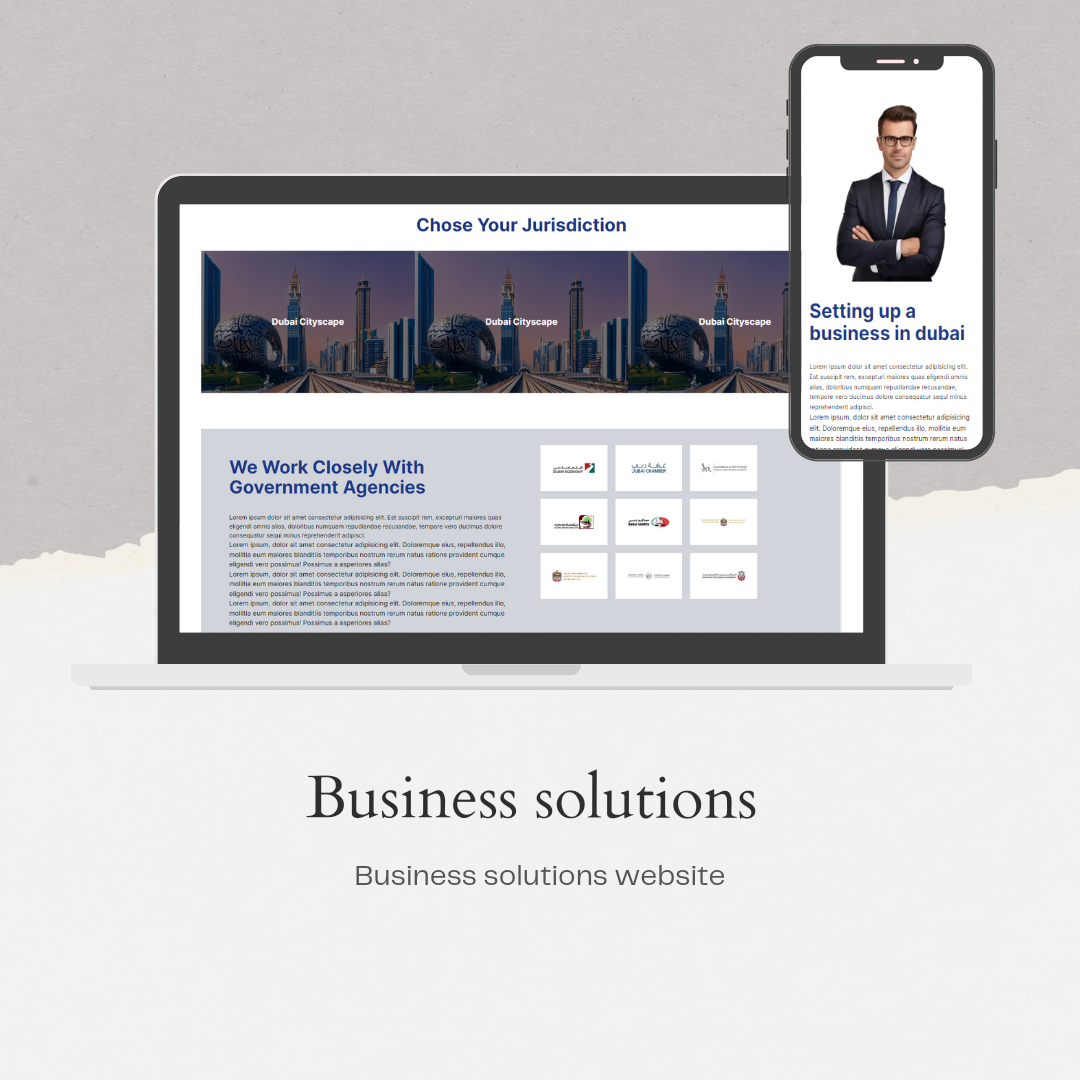 Chose Your Jurisdiction
Dubai Cityscape
Dubai Cityscape
Dubai Cityscape
We Work Closely With
Government Agencies
Lorem ipsum dolor sit amet consectetur adipisicing elit. Est suscipit rem, excepturi maiores quas
eligendi omnis alias, doloribus numquam repudiandae recusandae, tempore vero ducimus dolore
consequatur sequi minus reprehenderit adipisci.
Lorem ipsum, dolor sit amet consectetur adipisicing elit. Doloremque eius, repellendus illo,
mollitia eum maiores blanditiis temporibus nostrum rerum natus ratione provident cumque
eligendi vero possimus! Possimus a asperiores alias?
Lorem ipsum, dolor sit amet consectetur adipisicing elit. Doloremque eius, repellendus illo,
mollitia eum maiores blanditiis temporibus nostrum rerum natus ratione provident cumque
eligendi vero possimus! Possimus a asperiores alias?
Lorem ipsum, dolor sit amet consectetur adipisicing elit. Doloremque eius, repellendus illo,
mollitia eum maiores blanditiis temporibus nostrum rerum natus ratione provident cumque
eligendi vero possimus! Possimus a asperiores alias?
DUBAI ECONOMY
غرفة دبي
DUBAI CHAMBER
Setting up a
business in dubai
Lorem ipsum dolor sit amet consectetur adipisicing elit.
Est suscipit rem, excepturi maiores quas eligendi omnis
alias, doloribus numquam repudiandae recusandae,
tempore vero ducimus dolore consequatur sequi minus
reprehenderit adipisci.
Lorem ipsum, dolor sit amet consectetur adipisicing
elit. Doloremque eius, repellendus illo, mollitia eum
maiores blanditiis temporibus nostrum rerum natus
Business solutions
Business solutions website